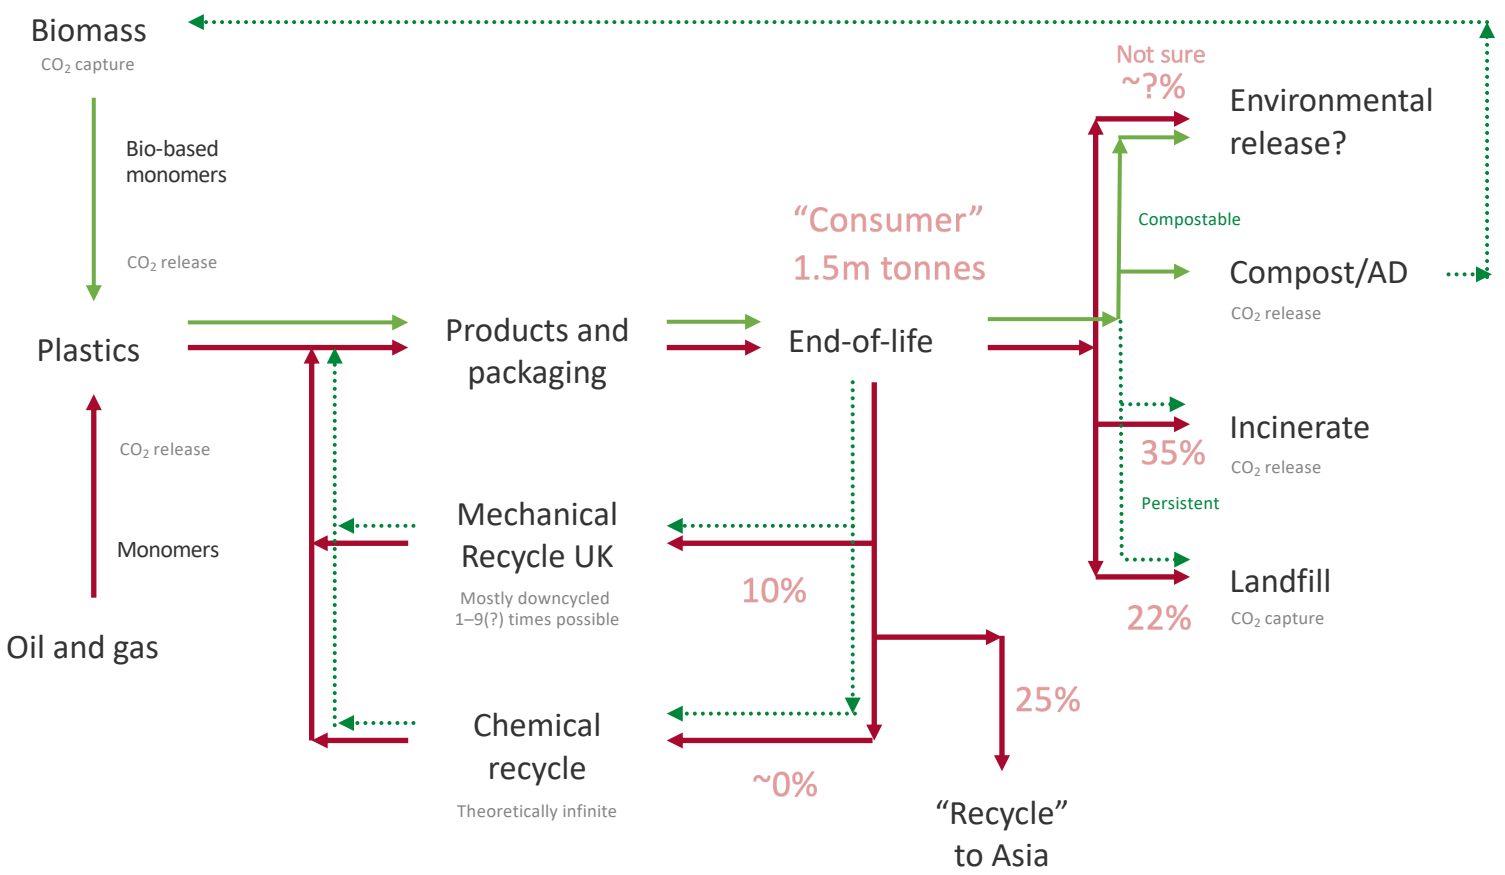 Biomass
CO₂ capture
Bio-based
monomers
CO₂ release
Plastics
CO₂ release
Monomers
Oil and gas
Products and
packaging
Mechanical
Recycle UK
Mostly downcycled
1–9(?) times possible
Chemical
recycle
Theoretically infinite
“Consumer”
1.5m tonnes
End-of-life
10%
~0%
25%
“Recycle”
to Asia
Not sure
~?%
Environmental
release?
Compostable
Compost/AD
CO₂ release
Incinerate
35%
CO₂ release
Persistent
Landfill
22%
CO₂ capture